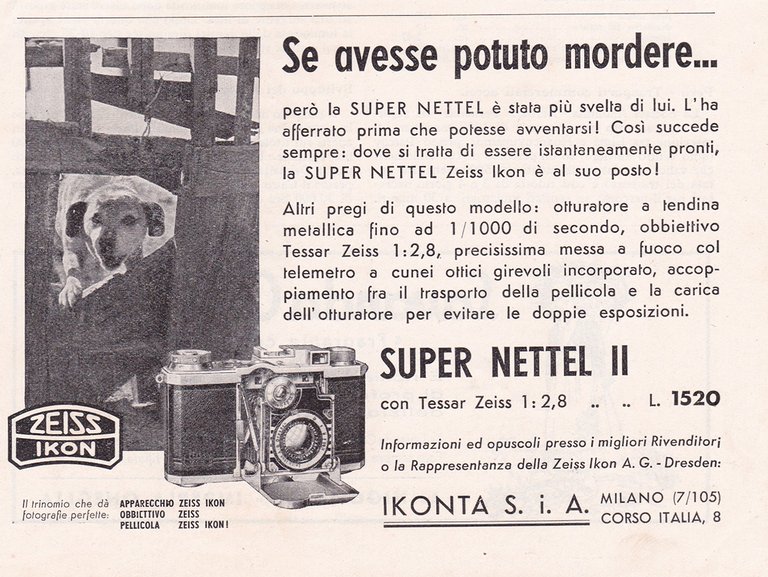 Se avesse potuto mordere...
però la SUPER NETTEL è stata più svelta di lui. L'ha
afferrato prima che potesse avventarsi! Così succede
sempre: dove si tratta di essere istantaneamente pronti,
la SUPER NETTEL Zeiss Ikon è al suo posto!
Altri pregi di questo modello: otturatore a tendina
metallica fino ad 1/1000 di secondo, obbiettivo
Tessar Zeiss 1:2,8, precisissima messa a fuoco col
telemetro a cunei ottici girevoli incorporato, accop-
piamento fra il trasporto della pellicola e la carica
dell'otturatore per evitare le doppie esposizioni.
SUPER NETTEL II
con Tessar Zeiss 1:2,8 .. .. L. 1520
Informazioni ed opuscoli presso i migliori Rivenditori
o la Rappresentanza della Zeiss Ikon A. G. - Dresden:
IKONTA S. i. A. MILANO (7/105)
CORSO ITALIA, 8
ZEISS
IKON
Il trinomio che dà
fotografie perfette:
APPARECCHIO ZEISS IKON
OBBIETTIVO ZEISS
PELLICOLA ZEISS IKON!